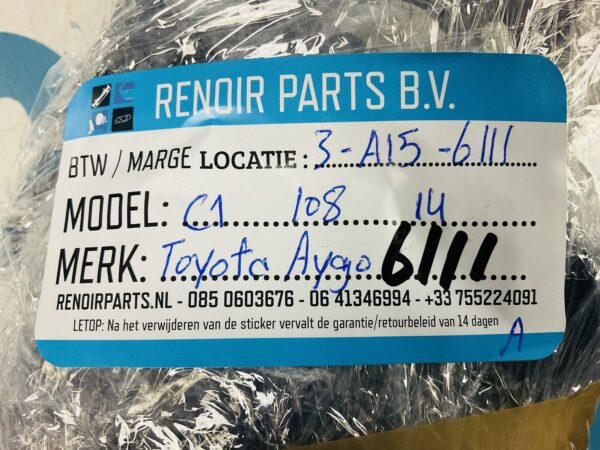 RENOIR PARTS B.V.
BTW / MARGE LOCATIE : 3-A15-6111
MODEL: C1 108 14
MERK: Toyota Aygo 6111
RENOIRPARTS.NL - 085 0603676 - 06 41346994 - +33 755224091
LETOP: Na het verwijderen van de sticker vervalt de garantie/retourbeleid van 14 dagen
A